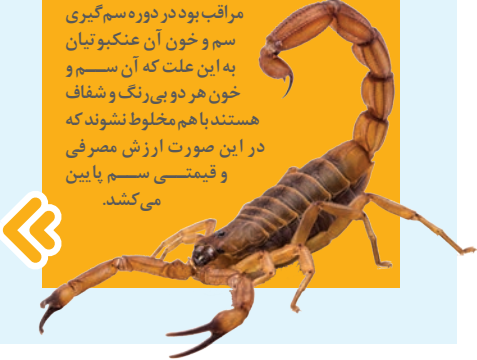 مراقب بود در دوره سم‌گیری
سم و خون آن عنکبوتیان
به این علت که آن ســـم و
خون هر دو بی‌رنگ و شفاف
هستند با هم مخلوط نشوند که
در این صورت ارزش مصرفی
و قیمتـــی ســـم پایین
می‌کشد.